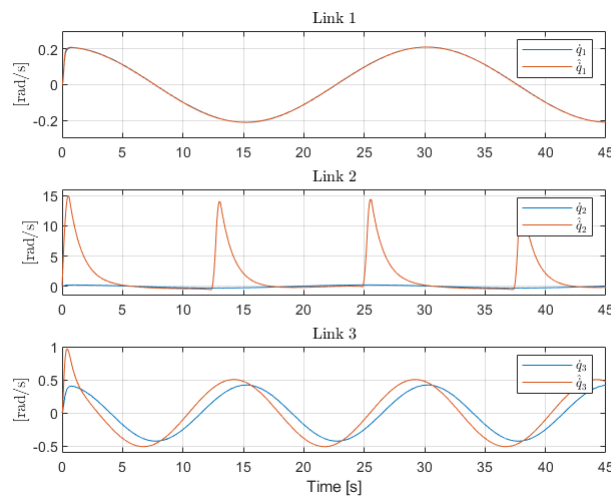 Link 1
[rad/s]
0.2
0
-0.2
q̇₁
q̇̂₁
0 5 10 15 20 25 30 35 40 45
Link 2
[rad/s]
15
10
5
0
q̇₂
q̇̂₂
0 5 10 15 20 25 30 35 40 45
Link 3
[rad/s]
1
0.5
0
-0.5
q̇₃
q̇̂₃
0 5 10 15 20 25 30 35 40 45
Time [s]